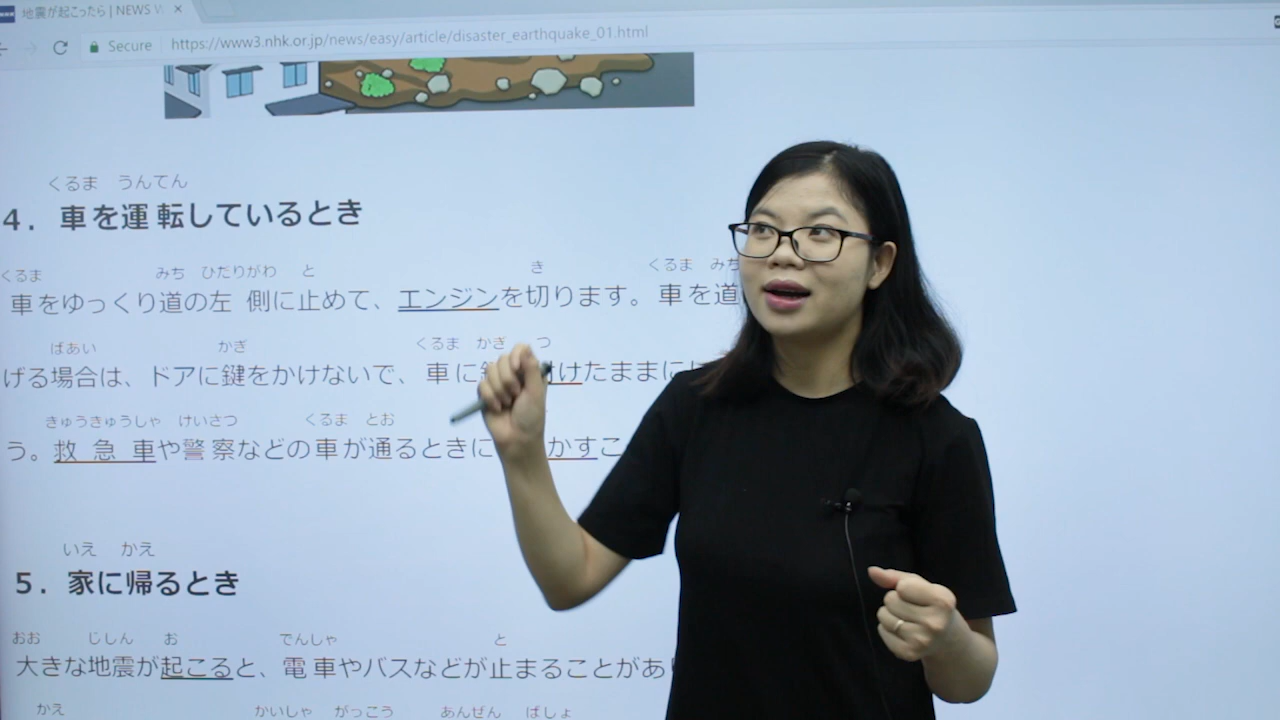 地震が起こったら | NEWS
Secure https://www3.nhk.or.jp/news/easy/article/disaster_earthquake_01.html
くるま うんてん
4. 車を運転しているとき
くるま みち ひだりがわ と き くるま みち
車をゆっくり道の左側に止めて、エンジンを切ります。車を道
ばあい かぎ くるま かぎ つ
げる場合は、ドアに鍵をかけないで、車に けたままに
きゅうきゅうしゃ けいさつ くるま とお
う。救急車や警察などの車が通るときに かすこ
いえ かえ
5. 家に帰るとき
おお じしん お でんしゃ と
大きな地震が起こると、電車やバスなどが止まることがあ
かえ かいしゃ がっこう あんぜん ばしょ